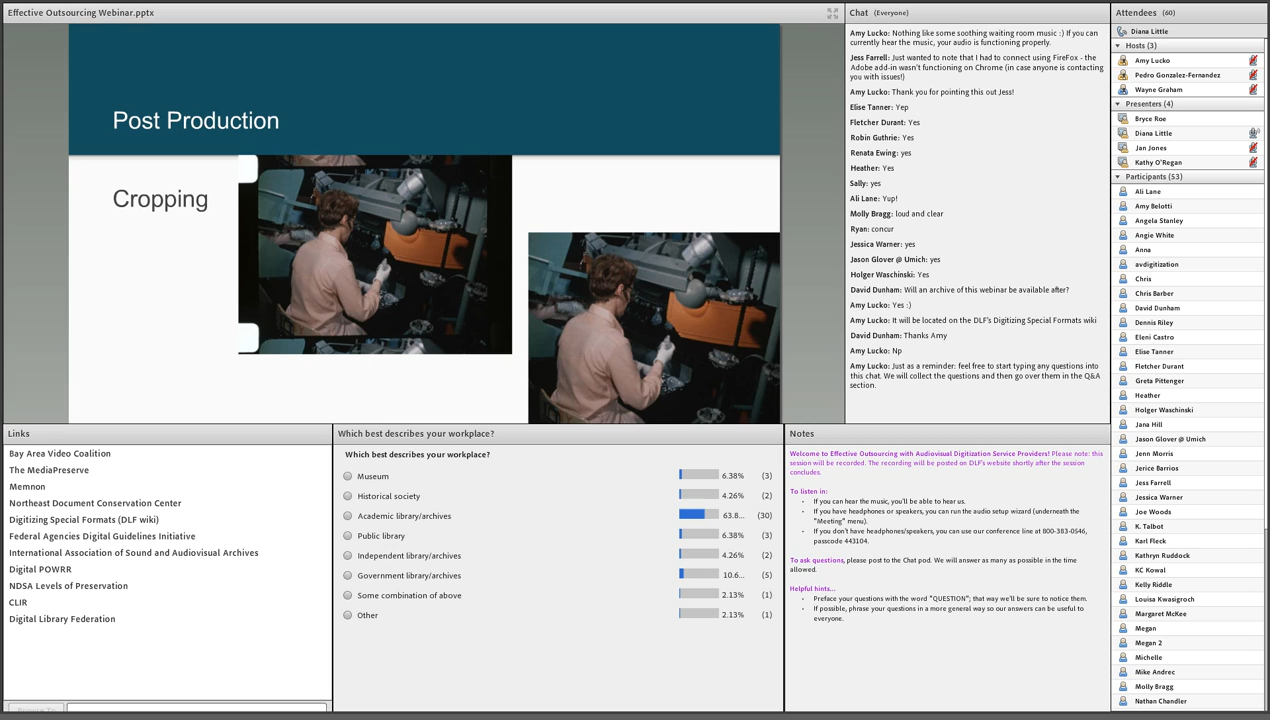 Effective Outsourcing Webinar.pptx
Post Production
Cropping
Chat (Everyone)
Amy Lucko: Nothing like some soothing waiting room music :) If you can
currently hear the music, your audio is functioning properly.
Jess Farrell: Just wanted to note that I had to connect using FireFox - the
Adobe add-in wasn't functioning on Chrome (in case anyone is contacting
you with issues!)
Amy Lucko: Thank you for pointing this out Jess!
Elise Tanner: Yep
Fletcher Durant: Yes
Robin Guthrie: Yes
Renata Ewing: yes
Heather: Yes
Sally: yes
Ali Lane: Yup!
Molly Bragg: loud and clear
Ryan: concur
Jessica Warner: yes
Jason Glover @ Umich: yes
Holger Waschinski: Yes
David Dunham: Will an archive of this webinar be available after?
Amy Lucko: Yes :)
Amy Lucko: It will be located on the DLF's Digitizing Special Formats wiki
David Dunham: Thanks Amy
Amy Lucko: Np
Amy Lucko: Just as a reminder: feel free to start typing any questions into
this chat. We will collect the questions and then go over them in the Q&A
section.
Attendees (60)
Diana Little
Hosts (3)
Amy Lucko
Pedro Gonzalez-Fernandez
Wayne Graham
Presenters (4)
Bryce Roe
Diana Little
Jan Jones
Kathy O'Regan
Participants (53)
Ali Lane
Amy Belotti
Angela Stanley
Angie White
Anna
avdigitization
Chris
Chris Barber
David Dunham
Dennis Riley
Eleni Castro
Elise Tanner
Fletcher Durant
Greta Pittenger
Heather
Holger Waschinski
Jana Hill
Jason Glover @ Umich
Jenn Morris
Jerice Barrios
Jess Farrell
Jessica Warner
Joe Woods
K. Talbot
Karl Fleck
Kathryn Ruddock
KC Kowal
Kelly Riddle
Louisa Kwasigroch
Margaret McKee
Megan
Megan 2
Michelle
Mike Andrec
Molly Bragg
Nathan Chandler
Links
Bay Area Video Coalition
The MediaPreserve
Memnon
Northeast Document Conservation Center
Digitizing Special Formats (DLF wiki)
Federal Agencies Digital Guidelines Initiative
International Association of Sound and Audiovisual Archives
Digital POWRR
NDSA Levels of Preservation
CLIR
Digital Library Federation
Browse To
Which best describes your workplace?
Which best describes your workplace?
Museum 6.38% (3)
Historical society 4.26% (2)
Academic library/archives 63.8... (30)
Public library 6.38% (3)
Independent library/archives 4.26% (2)
Government library/archives 10.6... (5)
Some combination of above 2.13% (1)
Other 2.13% (1)
Notes
Welcome to Effective Outsourcing with Audiovisual Digitization Service Providers! Please note: this
session will be recorded. The recording will be posted on DLF's website shortly after the session
concludes.
To listen in:
• If you can hear the music, you'll be able to hear us.
• If you have headphones or speakers, you can run the audio setup wizard (underneath the
"Meeting" menu).
• If you don't have headphones/speakers, you can use our conference line at 800-383-0546,
passcode 443104.
To ask questions, please post to the Chat pod. We will answer as many as possible in the time
allowed.
Helpful hints...
• Preface your questions with the word "QUESTION"; that way we'll be sure to notice them.
• If possible, phrase your questions in a more general way so our answers can be useful to
everyone.